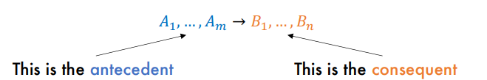 A₁, …, Aₘ → B₁, …, Bₙ
This is the antecedent
This is the consequent